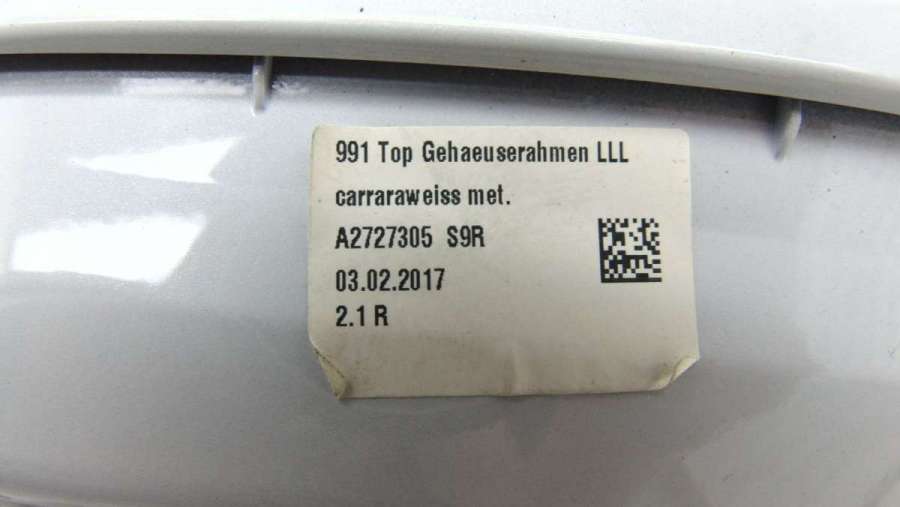 991 Top Gehaeuserahmen LLL
carraraweiss met.
A2727305 S9R
03.02.2017
2.1 R